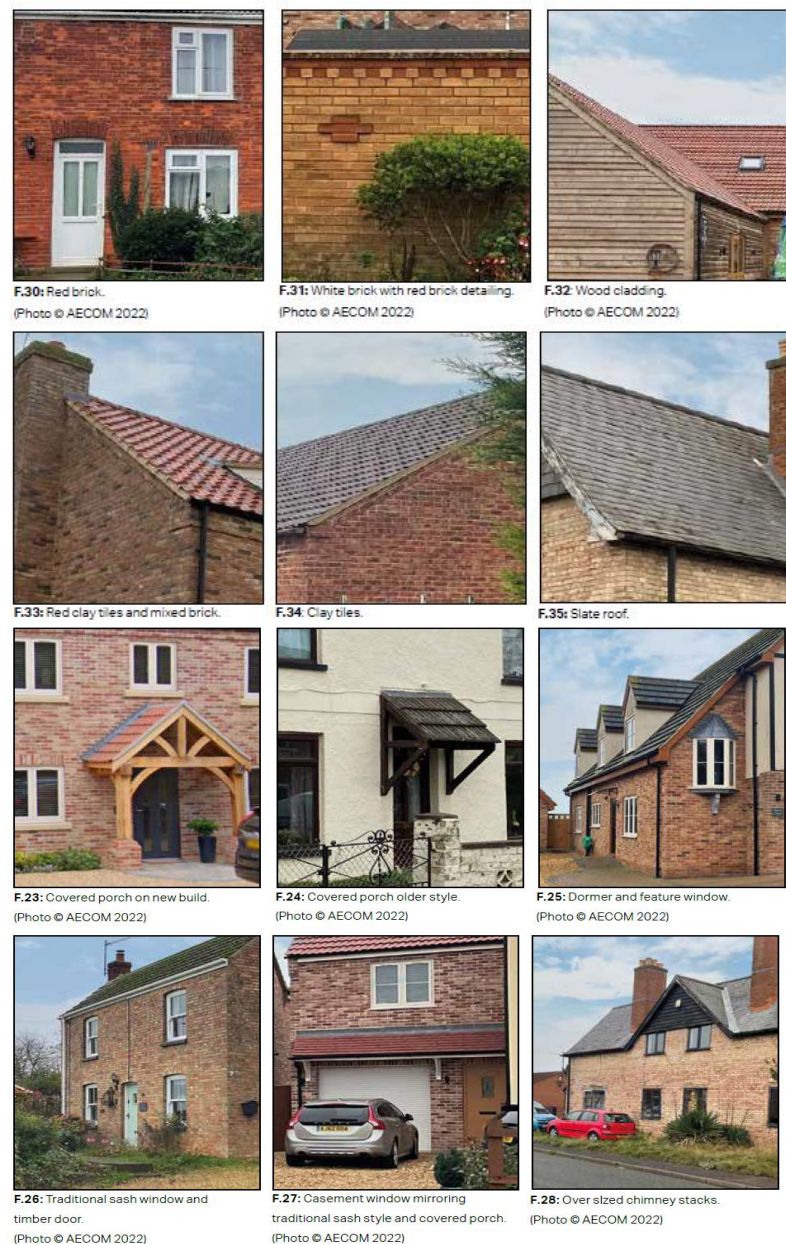 F.30: Red brick.
(Photo © AECOM 2022)
F.31: White brick with red brick detailing.
(Photo © AECOM 2022)
F.32: Wood cladding.
(Photo © AECOM 2022)
F.33: Red clay tiles and mixed brick.
F.34: Clay tiles.
F.35: Slate roof.
F.23: Covered porch on new build.
(Photo © AECOM 2022)
F.24: Covered porch older style.
(Photo © AECOM 2022)
F.25: Dormer and feature window.
(Photo © AECOM 2022)
F.26: Traditional sash window and
timber door.
(Photo © AECOM 2022)
F.27: Casement window mirroring
traditional sash style and covered porch.
(Photo © AECOM 2022)
F.28: Over sized chimney stacks.
(Photo © AECOM 2022)